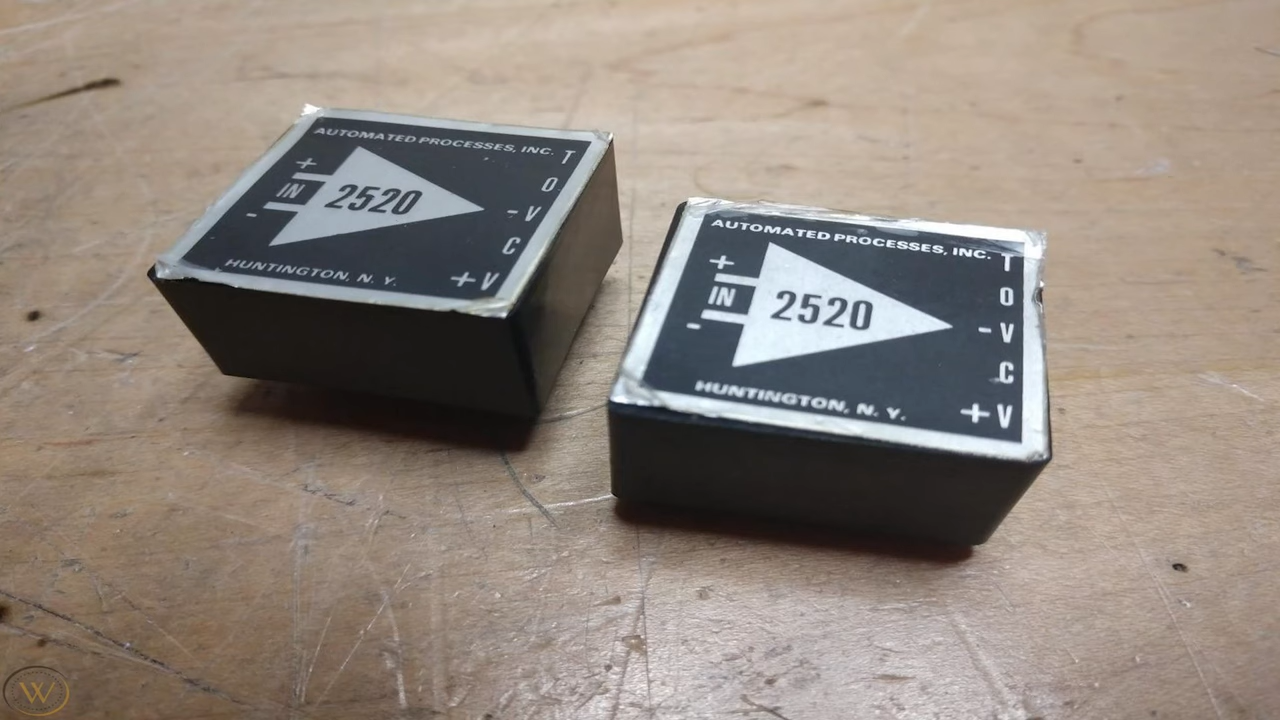 AUTOMATED PROCESSES, INC.
+
IN
-
2520
T
O
-V
C
+V
HUNTINGTON, N. Y.
AUTOMATED PROCESSES, INC.
+
IN
-
2520
T
O
-V
C
+V
HUNTINGTON, N. Y.
W